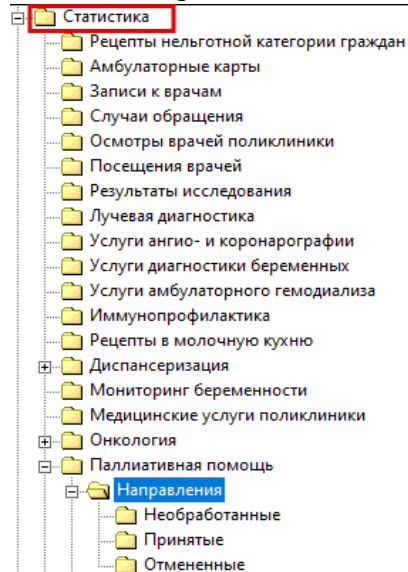 Статистика
Рецепты нельготной категории граждан
Амбулаторные карты
Записи к врачам
Случаи обращения
Осмотры врачей поликлиники
Посещения врачей
Результаты исследования
Лучевая диагностика
Услуги ангио- и коронарографии
Услуги диагностики беременных
Услуги амбулаторного гемодиализа
Иммунопрофилактика
Рецепты в молочную кухню
Диспансеризация
Мониторинг беременности
Медицинские услуги поликлиники
Онкология
Паллиативная помощь
Направления
Необработанные
Принятые
Отмененные